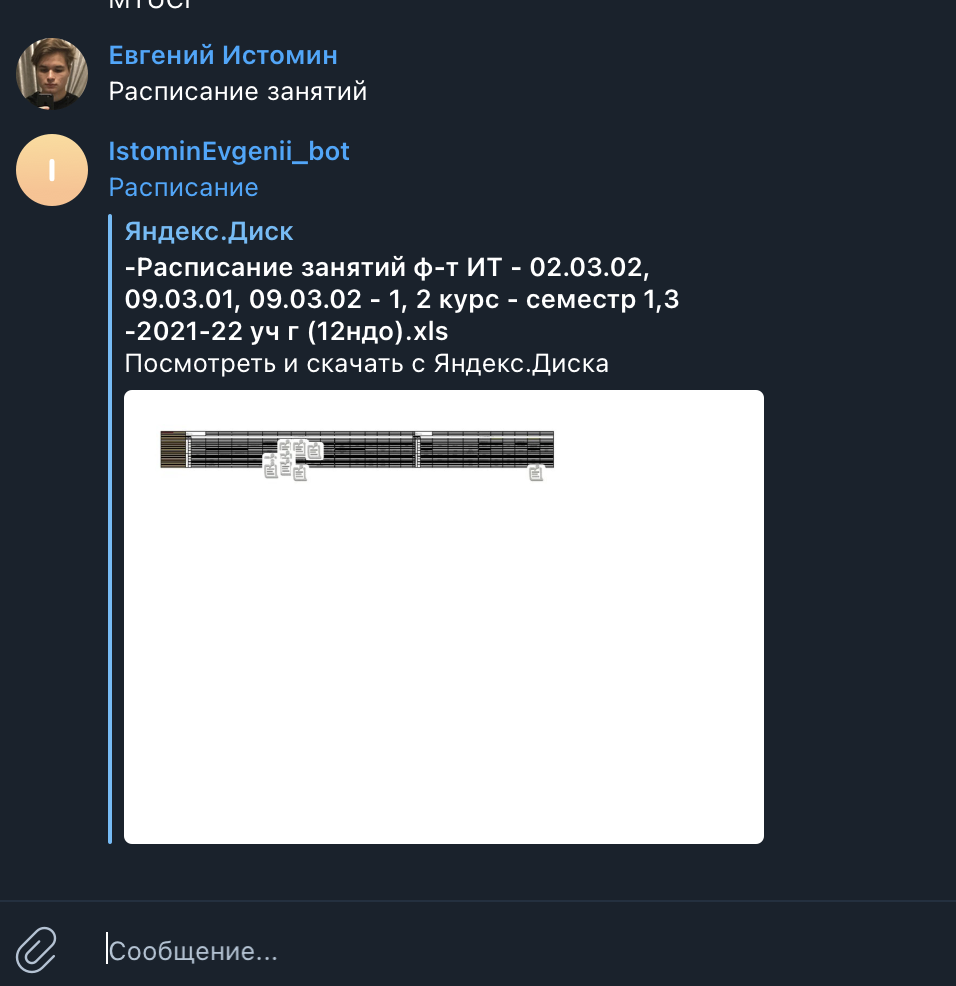 MTUCI
Евгений Истомин
Расписание занятий
I
IstominEvgenii_bot
Расписание
Яндекс.Диск
-Расписание занятий ф-т ИТ - 02.03.02,
09.03.01, 09.03.02 - 1, 2 курс - семестр 1,3
-2021-22 уч г (12ндо).xls
Посмотреть и скачать с Яндекс.Диска
Сообщение...